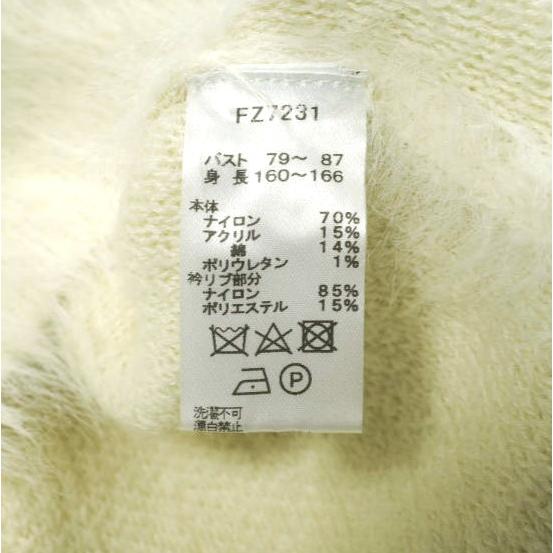 FZ7231
バスト 79～ 87
身 長 160～166
本体
ナイロン 70%
アクリル 15%
綿 14%
ポリウレタン 1%
衿リブ部分
ナイロン 85%
ポリエステル 15%
P
洗濯不可
漂白禁止